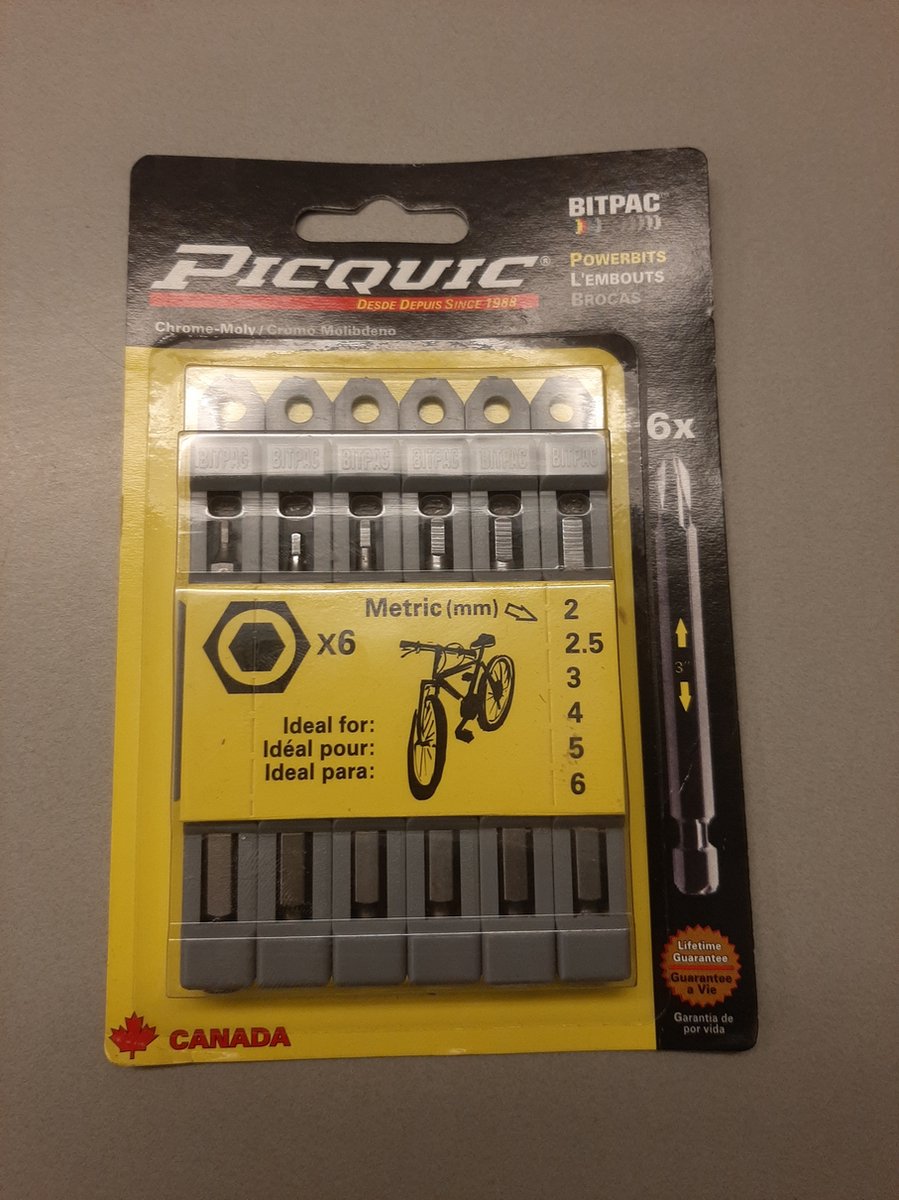 BITPAC
PICQUIC®
DESDE DEPUIS SINCE 1988
POWERBITS
L'EMBOUTS
BROCAS
Chrome-Moly / Cromo Molibdeno
6x
BITPAC BITPAC BITPAC BITPAC BITPAC BITPAC
Metric (mm)
2
2.5
3
4
5
6
x6
Ideal for:
Idéal pour:
Ideal para:
3"
Lifetime
Guarantee
Guarantee
a Vie
Garantia de
por vida
CANADA